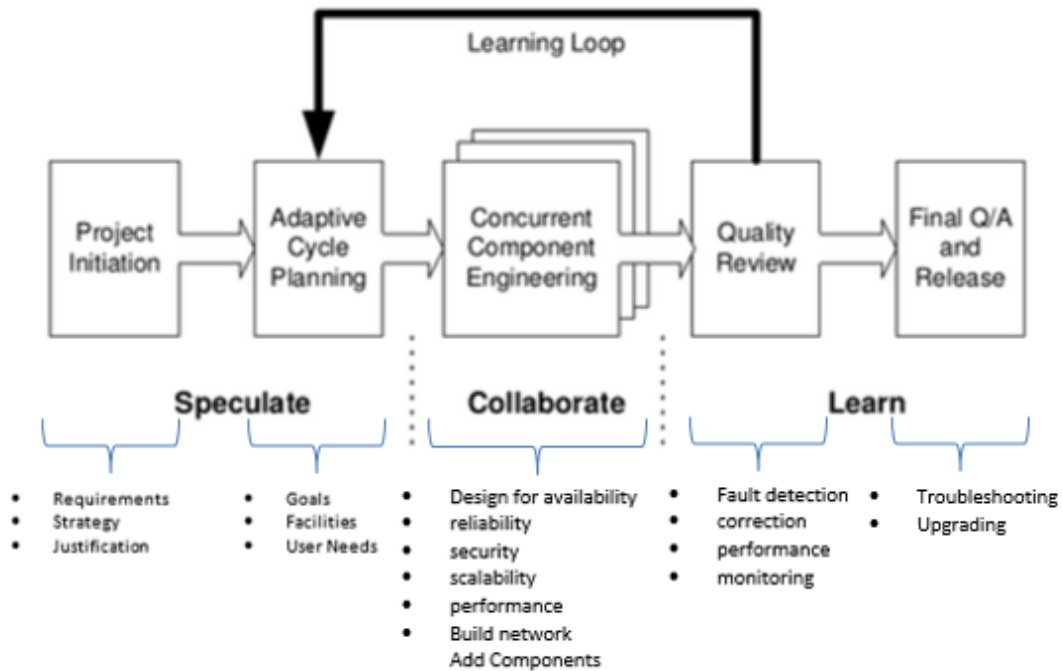 Learning Loop
Project
Initiation
Adaptive
Cycle
Planning
Concurrent
Component
Engineering
Quality
Review
Final Q/A
and
Release
Speculate
Collaborate
Learn
• Requirements
• Strategy
• Justification
• Goals
• Facilities
• User Needs
• Design for availability
• reliability
• security
• scalability
• performance
• Build network
Add Components
• Fault detection
• correction
• performance
• monitoring
• Troubleshooting
• Upgrading